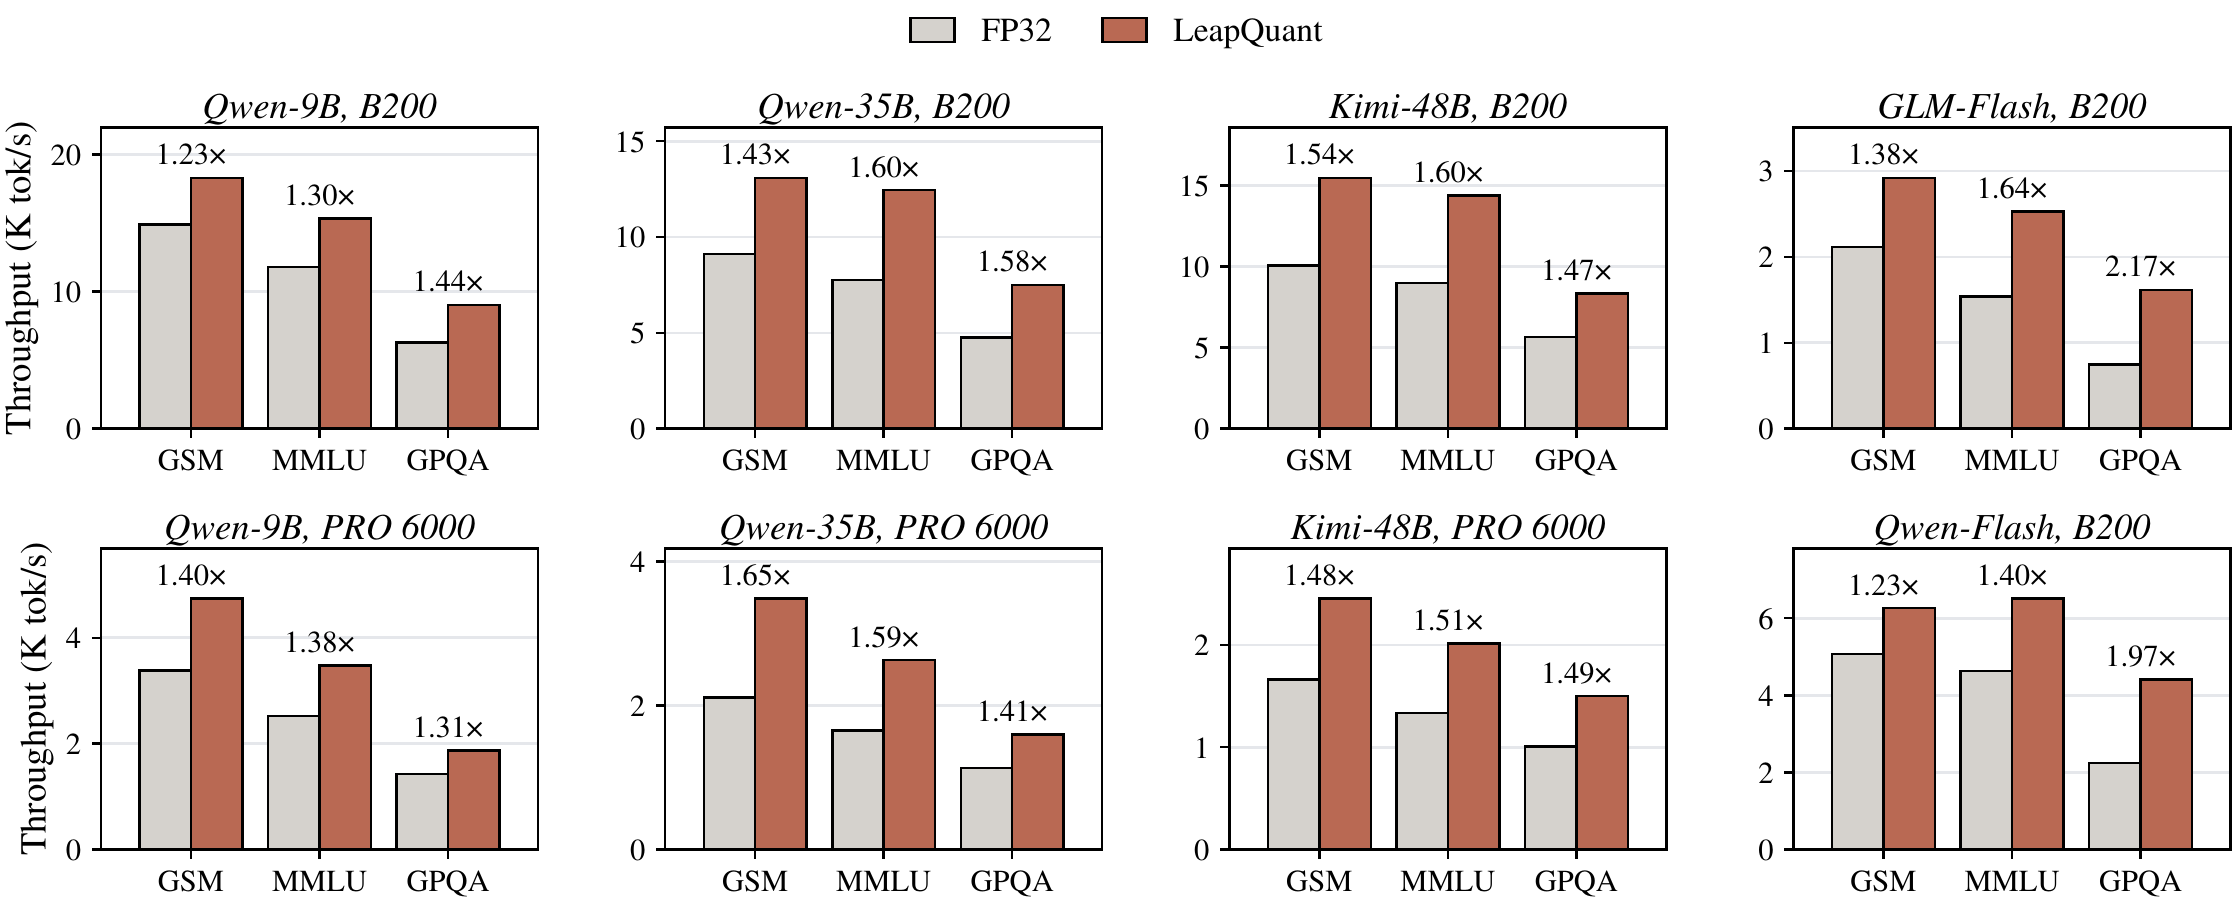 FP32 LeapQuant
Qwen-9B, B200
Throughput (K tok/s)
20
10
0
1.23×
1.30×
1.44×
GSM MMLU GPQA
Qwen-35B, B200
15
10
5
0
1.43×
1.60×
1.58×
GSM MMLU GPQA
Kimi-48B, B200
15
10
5
0
1.54×
1.60×
1.47×
GSM MMLU GPQA
GLM-Flash, B200
3
2
1
0
1.38×
1.64×
2.17×
GSM MMLU GPQA
Qwen-9B, PRO 6000
Throughput (K tok/s)
4
2
0
1.40×
1.38×
1.31×
GSM MMLU GPQA
Qwen-35B, PRO 6000
4
2
0
1.65×
1.59×
1.41×
GSM MMLU GPQA
Kimi-48B, PRO 6000
2
1
0
1.48×
1.51×
1.49×
GSM MMLU GPQA
Qwen-Flash, B200
6
4
2
0
1.23×
1.40×
1.97×
GSM MMLU GPQA